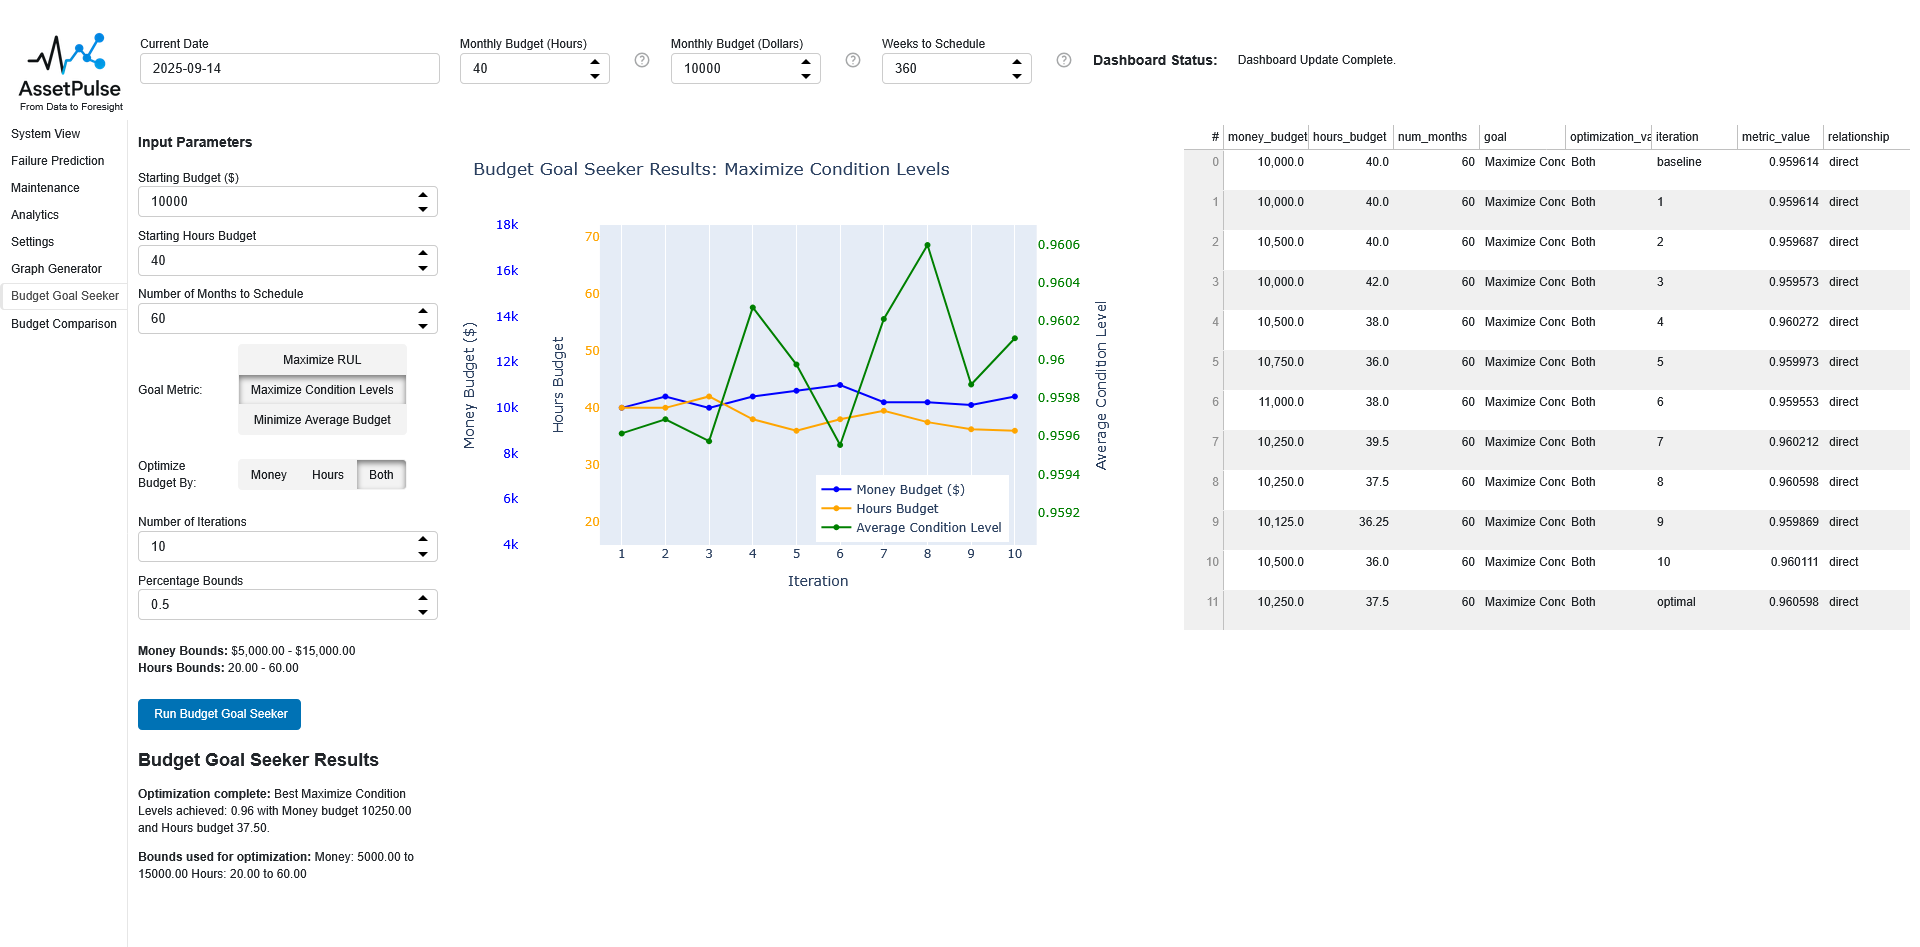 AssetPulse
From Data to Foresight
Current Date
2025-09-14
Monthly Budget (Hours)
40
Monthly Budget (Dollars)
10000
Weeks to Schedule
360
Dashboard Status: Dashboard Update Complete.
System View
Failure Prediction
Maintenance
Analytics
Settings
Graph Generator
Budget Goal Seeker
Budget Comparison
Input Parameters
Starting Budget ($)
10000
Starting Hours Budget
40
Number of Months to Schedule
60
Goal Metric:
Maximize RUL
Maximize Condition Levels
Minimize Average Budget
Optimize
Budget By:
Money Hours Both
Number of Iterations
10
Percentage Bounds
0.5
Money Bounds: $5,000.00 - $15,000.00
Hours Bounds: 20.00 - 60.00
Run Budget Goal Seeker
Budget Goal Seeker Results
Optimization complete: Best Maximize Condition
Levels achieved: 0.96 with Money budget 10250.00
and Hours budget 37.50.
Bounds used for optimization: Money: 5000.00 to
15000.00 Hours: 20.00 to 60.00
Budget Goal Seeker Results: Maximize Condition Levels
Money Budget ($)
18k
16k
14k
12k
10k
8k
6k
4k
Hours Budget
70
60
50
40
30
20
0.9606
0.9604
0.9602
0.96
0.9598
0.9596
0.9594
0.9592
Average Condition Level
Money Budget ($)
Hours Budget
Average Condition Level
1 2 3 4 5 6 7 8 9 10
Iteration
# money_budget hours_budget num_months goal optimization_va iteration metric_value relationship
0 10,000.0 40.0 60 Maximize Conc Both baseline 0.959614 direct
1 10,000.0 40.0 60 Maximize Conc Both 1 0.959614 direct
2 10,500.0 40.0 60 Maximize Conc Both 2 0.959687 direct
3 10,000.0 42.0 60 Maximize Conc Both 3 0.959573 direct
4 10,500.0 38.0 60 Maximize Conc Both 4 0.960272 direct
5 10,750.0 36.0 60 Maximize Conc Both 5 0.959973 direct
6 11,000.0 38.0 60 Maximize Conc Both 6 0.959553 direct
7 10,250.0 39.5 60 Maximize Conc Both 7 0.960212 direct
8 10,250.0 37.5 60 Maximize Conc Both 8 0.960598 direct
9 10,125.0 36.25 60 Maximize Conc Both 9 0.959869 direct
10 10,500.0 36.0 60 Maximize Conc Both 10 0.960111 direct
11 10,250.0 37.5 60 Maximize Conc Both optimal 0.960598 direct